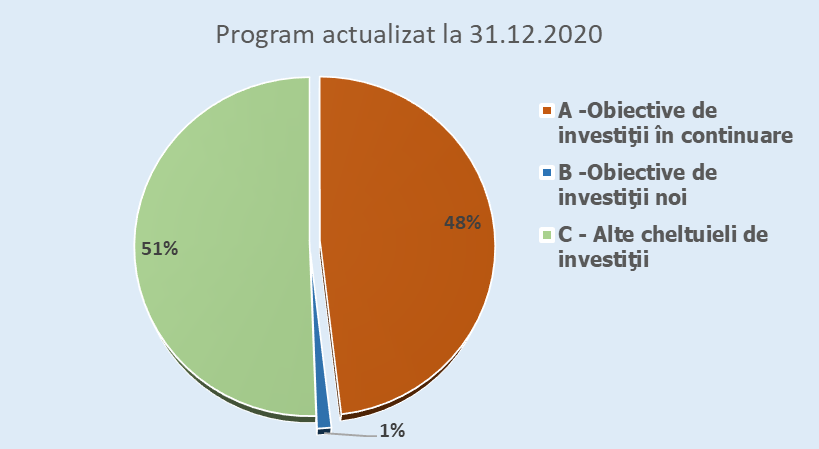 Program actualizat la 31.12.2020
A -Obiective de
investiţii în continuare
B -Obiective de
investiţii noi
C - Alte cheltuieli de
investiţii
48%
51%
1%